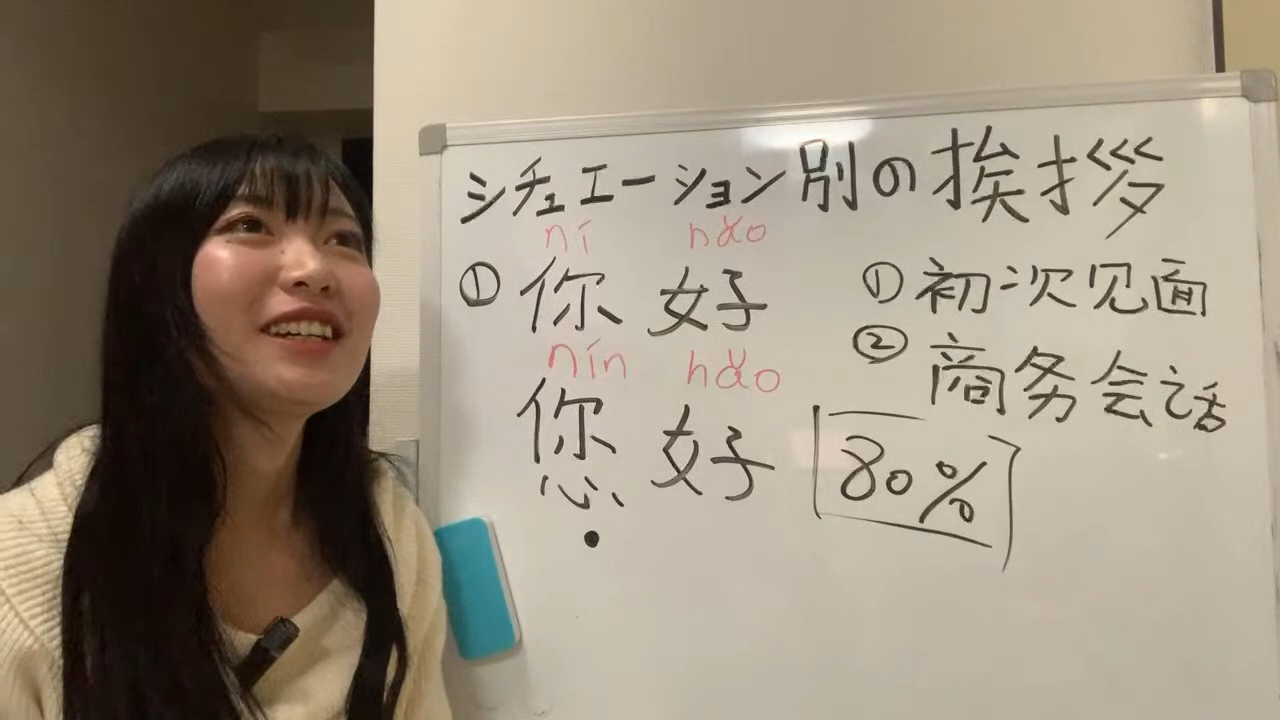 シチュエーション別の挨拶
ní hǎo
① 你好
nín hǎo
您好
① 初次见面
② 商务会话
80%